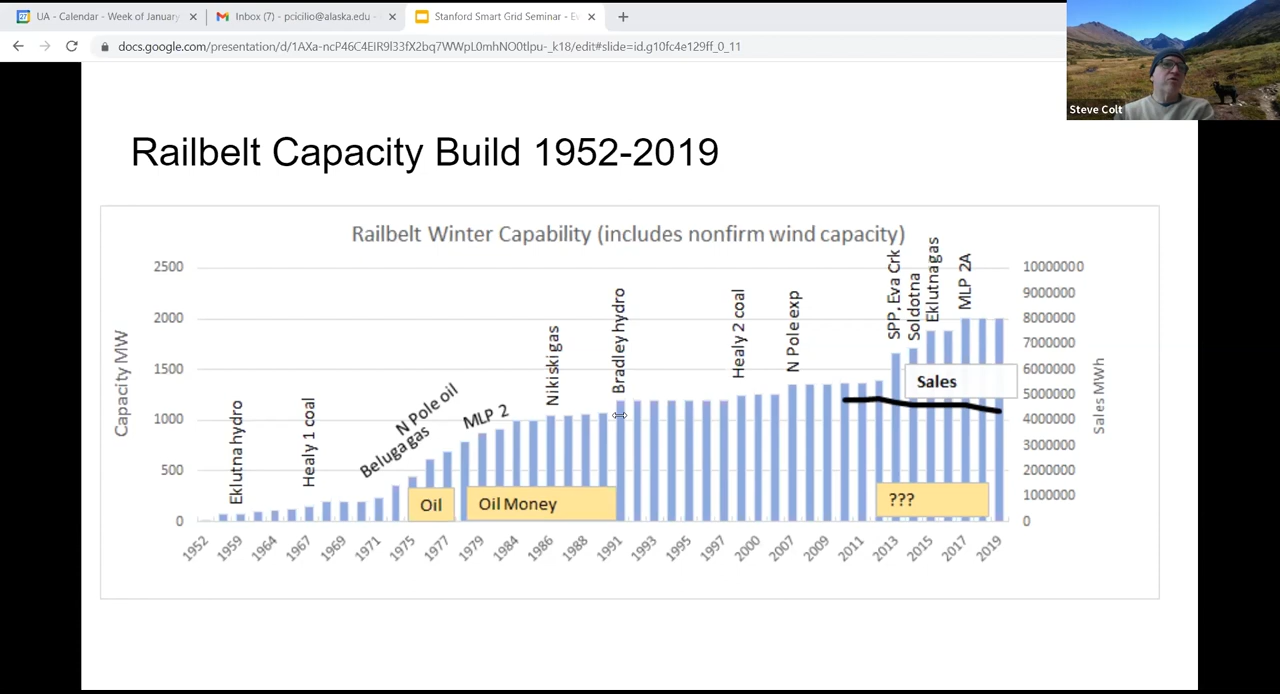 UA - Calendar - Week of January
Inbox (7) - pcicilio@alaska.edu -
Stanford Smart Grid Seminar - E
docs.google.com/presentation/d/1AXa-ncP46C4EIR9I33fX2bq7WWpL0mhNO0tlpu-_k18/edit#slide=id.g10fc4e129ff_0_11
Steve Colt
Railbelt Capacity Build 1952-2019
Railbelt Winter Capability (includes nonfirm wind capacity)
Capacity MW
2500
2000
1500
1000
500
0
Eklutna hydro
Healy 1 coal
Beluga gas
N Pole oil
MLP 2
Nikiski gas
Bradley hydro
Healy 2 coal
N Pole exp
SPP, Eva Crk
Soldotna
Eklutna gas
MLP 2A
Oil
Oil Money
???
Sales
10000000
9000000
8000000
7000000
6000000
5000000
4000000
3000000
2000000
1000000
0
Sales MWh
1952 1959 1964 1967 1969 1971 1975 1977 1979 1984 1986 1988 1991 1993 1995 1997 2000 2007 2009 2011 2013 2015 2017 2019